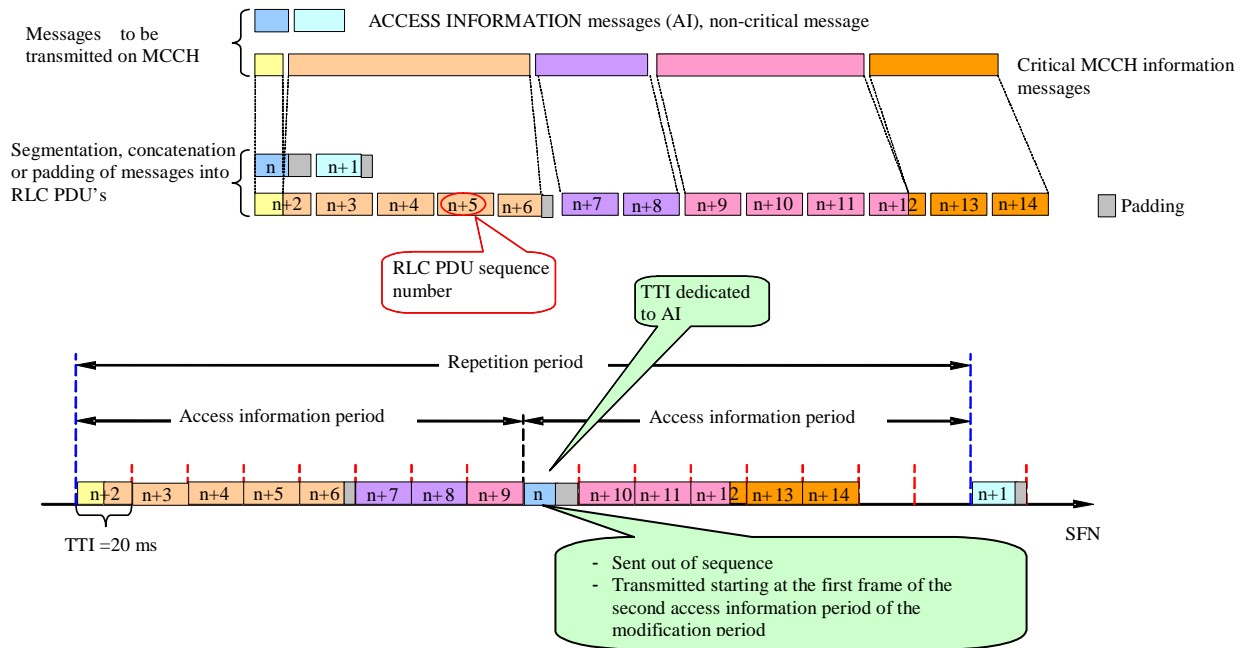 ACCESS INFORMATION messages (AI), non-critical message
Messages to be
transmitted on MCCH
Critical MCCH information
messages
Segmentation, concatenation
or padding of messages into
RLC PDU's
n
n+1
n+2
n+3
n+4
n+5
n+6
n+7
n+8
n+9
n+10
n+11
n+12
n+13
n+14
Padding
RLC PDU sequence
number
TTI dedicated
to AI
Repetition period
Access information period
Access information period
n+2
n+3
n+4
n+5
n+6
n+7
n+8
n+9
n
n+10
n+11
n+12
n+13
n+14
n+1
TTI =20 ms
SFN
- Sent out of sequence
- Transmitted starting at the first frame of the
second access information period of the
modification period